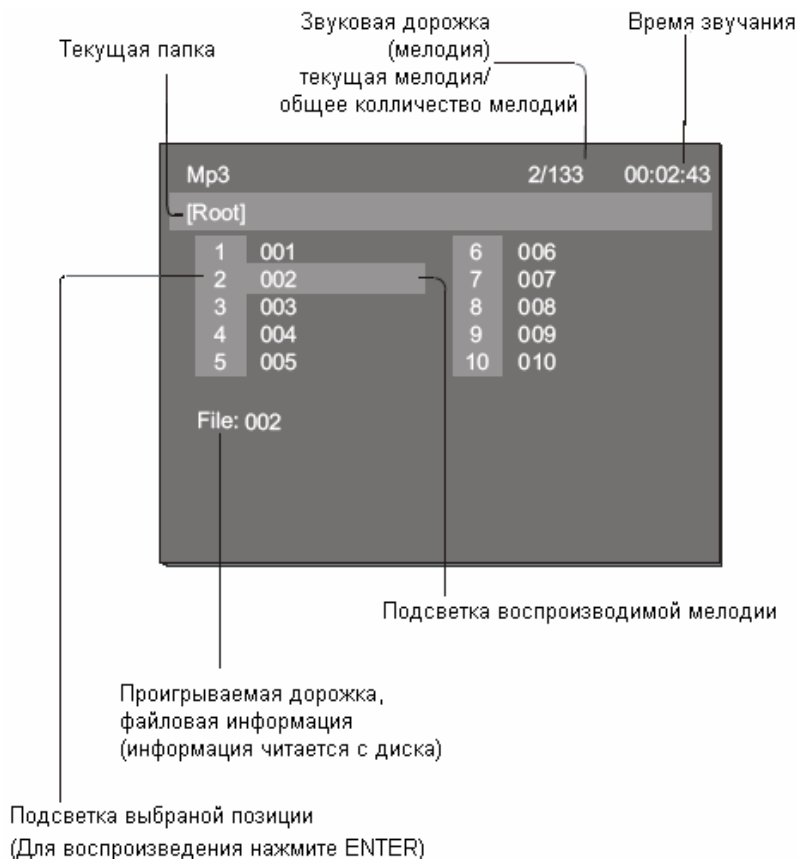 Текущая папка
Звуковая дорожка
(мелодия)
текущая мелодия/
общее колличество мелодий
Время звучания
Mp3 2/133 00:02:43
[Root]
1 001 6 006
2 002 7 007
3 003 8 008
4 004 9 009
5 005 10 010
File: 002
Подсветка воспроизводимой мелодии
Проигрываемая дорожка,
файловая информация
(информация читается с диска)
Подсветка выбраной позиции
(Для воспроизведения нажмите ENTER)